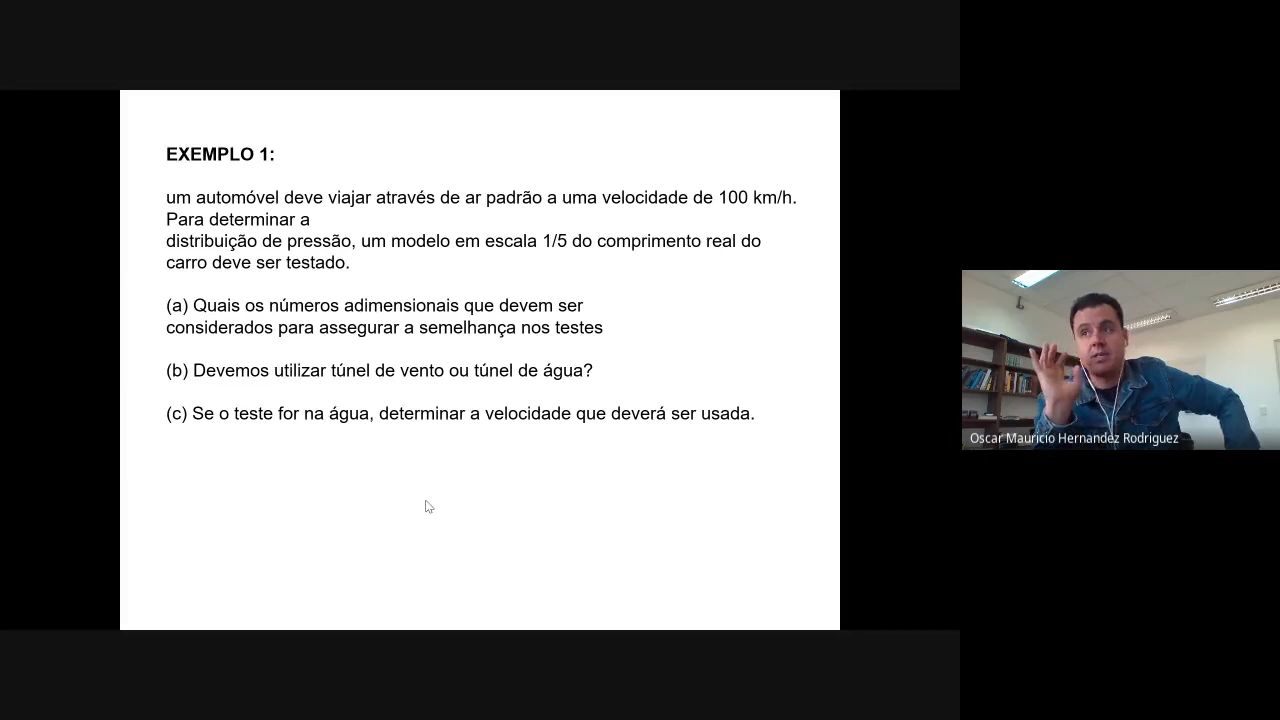 EXEMPLO 1:
um automóvel deve viajar através de ar padrão a uma velocidade de 100 km/h.
Para determinar a
distribuição de pressão, um modelo em escala 1/5 do comprimento real do
carro deve ser testado.
(a) Quais os números adimensionais que devem ser
considerados para assegurar a semelhança nos testes
(b) Devemos utilizar túnel de vento ou túnel de água?
(c) Se o teste for na água, determinar a velocidade que deverá ser usada.
Oscar Mauricio Hernandez Rodriguez